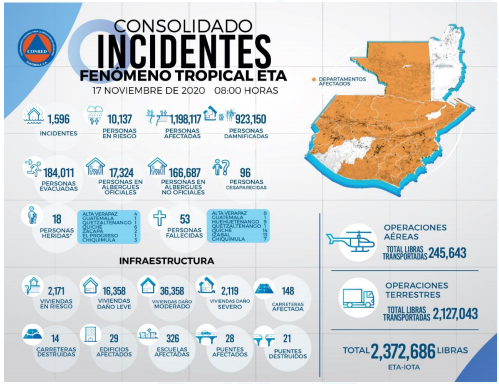 CONRED
CONSOLIDADO
INCIDENTES
FENÓMENO TROPICAL ETA
17 NOVIEMBRE DE 2020 08:00 HORAS
DEPARTAMENTOS
AFECTADOS
1,596
INCIDENTES
10,137
PERSONAS
EN RIESGO
1,198,117
PERSONAS
AFECTADAS
923,150
PERSONAS
DAMNIFICADAS
184,011
PERSONAS
EVACUADAS
17,324
PERSONAS EN
ALBERGUES OFICIALES
166,687
PERSONAS EN
ALBERGUES NO OFICIALES
96
PERSONAS
DESAPARECIDAS
18
PERSONAS
HERIDAS*
ALTA VERAPAZ
GUATEMALA
QUETZALTENANGO
QUICHÉ
ZACAPA
EL PROGRESO
CHIQUIMULA
53
PERSONAS
FALLECIDAS
ALTA VERAPAZ
GUATEMALA
HUEHUETENANGO
QUETZALTENANGO
QUICHÉ
IZABAL
CHIQUIMULA
INFRAESTRUCTURA
2,171
VIVIENDAS
EN RIESGO
16,358
VIVIENDAS
DAÑO LEVE
36,358
VIVIENDAS DAÑO
MODERADO
2,119
VIVIENDAS DAÑO
SEVERO
148
CARRETERAS
AFECTADA
14
CARRETERAS
DESTRUIDAS
29
EDIFICIOS
AFECTADOS
326
ESCUELAS
AFECTADAS
28
PUENTES
AFECTADOS
21
PUENTES
DESTRUIDOS
OPERACIONES
AÉREAS
TOTAL LIBRAS
TRANSPORTADAS 245,643
OPERACIONES
TERRESTRES
TOTAL LIBRAS
TRANSPORTADAS 2,127,043
TOTAL 2,372,686 LIBRAS
ETA-IOTA